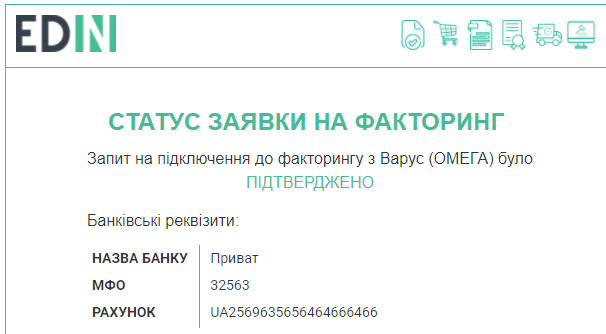 EDIN
СТАТУС ЗАЯВКИ НА ФАКТОРИНГ
Запит на підключення до факторингу з Варус (ОМЕГА) було
ПІДТВЕРДЖЕНО
Банківські реквізити:
НАЗВА БАНКУ Приват
МФО 32563
РАХУНОК UA2569635656464666466